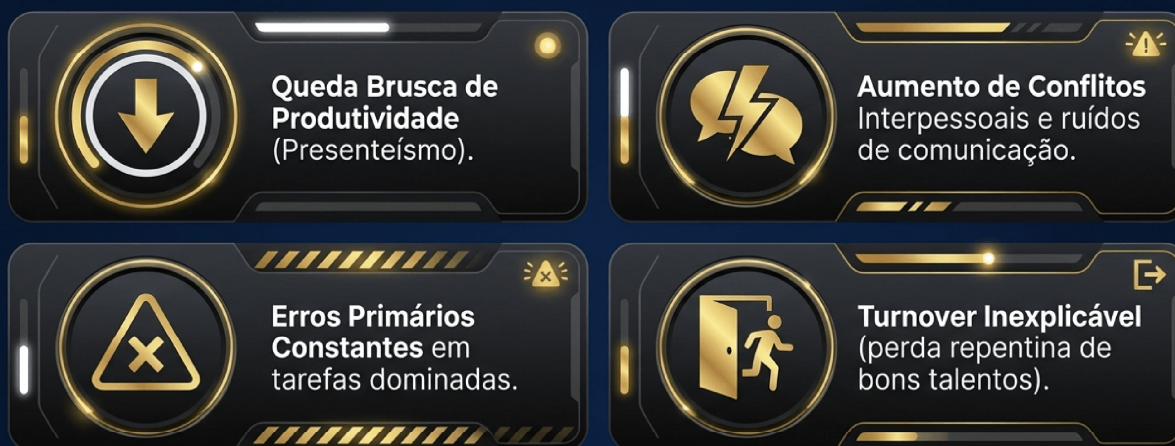 Queda Brusca de
Produtividade
(Presenteísmo).
Aumento de Conflitos
Interpessoais e ruídos
de comunicação.
Erros Primários
Constantes em
tarefas dominadas.
Turnover Inexplicável
(perda repentina de
bons talentos).